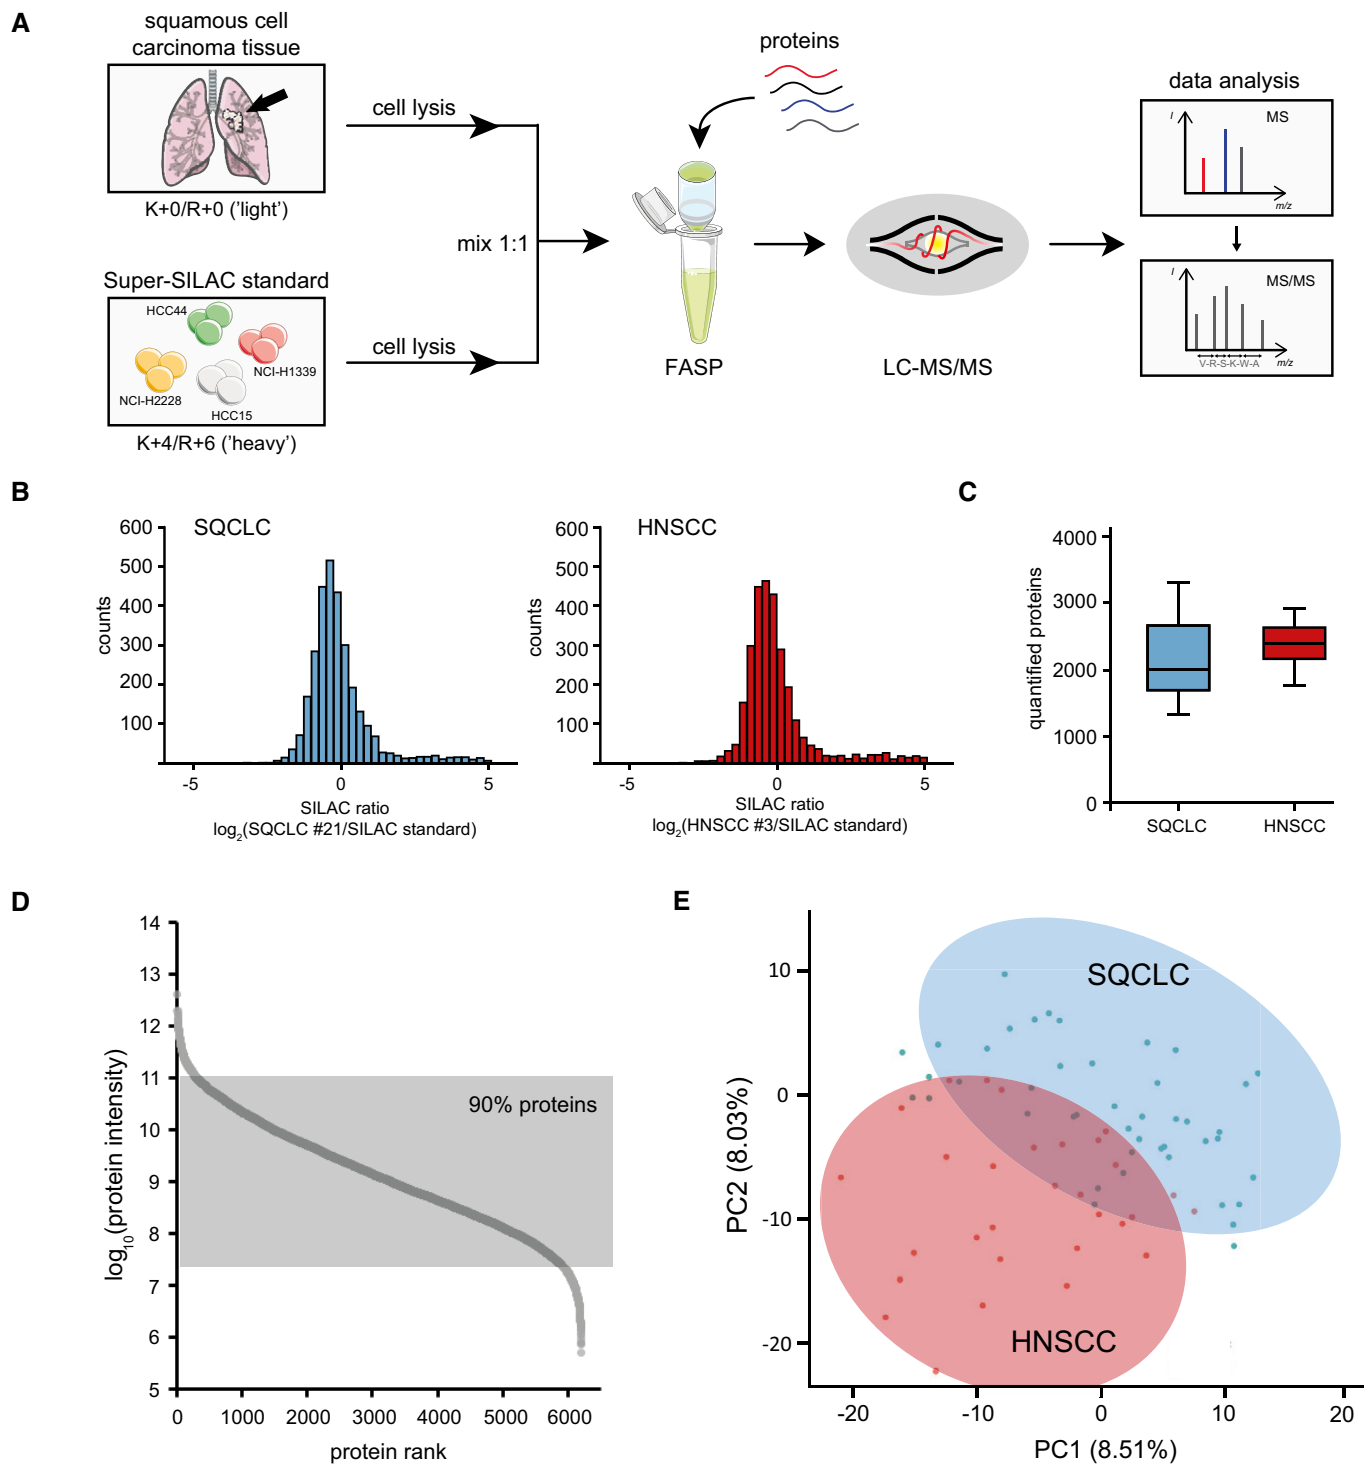 A
squamous cell
carcinoma tissue
K+0/R+0 ('light')
Super-SILAC standard
HCC44
NCI-H1339
NCI-H2228
HCC15
K+4/R+6 ('heavy')
cell lysis
cell lysis
mix 1:1
proteins
FASP
LC-MS/MS
data analysis
I
MS
m/z
I
MS/MS
V-R-S-K-W-A
m/z
B
SQCLC
600
500
400
300
200
100
counts
-5 0 5
SILAC ratio
log2(SQCLC #21/SILAC standard)
HNSCC
600
500
400
300
200
100
counts
-5 0 5
SILAC ratio
log2(HNSCC #3/SILAC standard)
C
4000
3000
2000
1000
0
quantified proteins
SQCLC HNSCC
D
14
13
12
11
10
9
8
7
6
5
log10(protein intensity)
90% proteins
0 1000 2000 3000 4000 5000 6000
protein rank
E
10
0
-10
-20
PC2 (8.03%)
SQCLC
HNSCC
-20 -10 0 10 20
PC1 (8.51%)